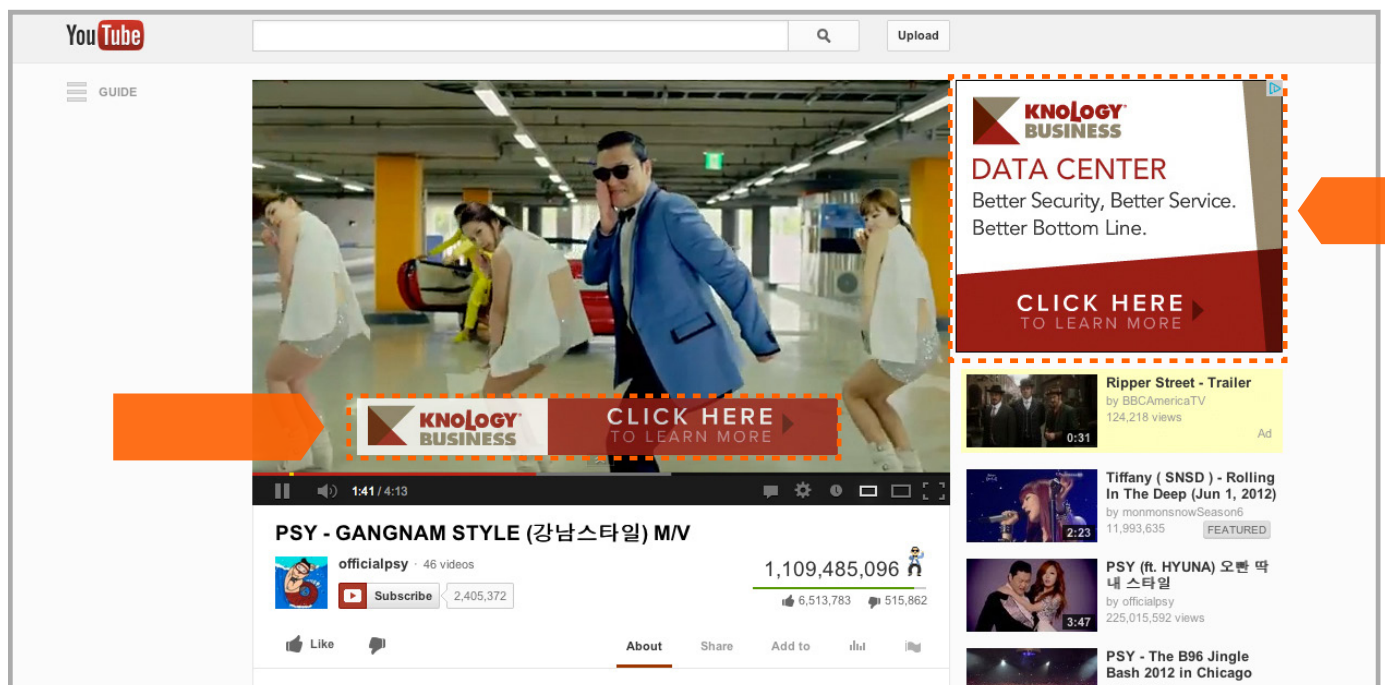 YouTube
Upload
GUIDE
KNOLOGY
BUSINESS
DATA CENTER
Better Security, Better Service.
Better Bottom Line.
CLICK HERE
TO LEARN MORE
KNOLOGY
BUSINESS
CLICK HERE
TO LEARN MORE
1:41 / 4:13
PSY - GANGNAM STYLE (강남스타일) M/V
officialpsy · 46 videos
Subscribe 2,405,372
1,109,485,096
6,513,783 515,862
Like
About Share Add to
0:31
Ripper Street - Trailer
by BBCAmericaTV
124,218 views
Ad
2:23
Tiffany ( SNSD ) - Rolling
In The Deep (Jun 1, 2012)
by monmonsnowSeason6
11,993,635 FEATURED
3:47
PSY (ft. HYUNA) 오빤 딱
내 스타일
by officialpsy
225,015,592 views
PSY - The B96 Jingle
Bash 2012 in Chicago